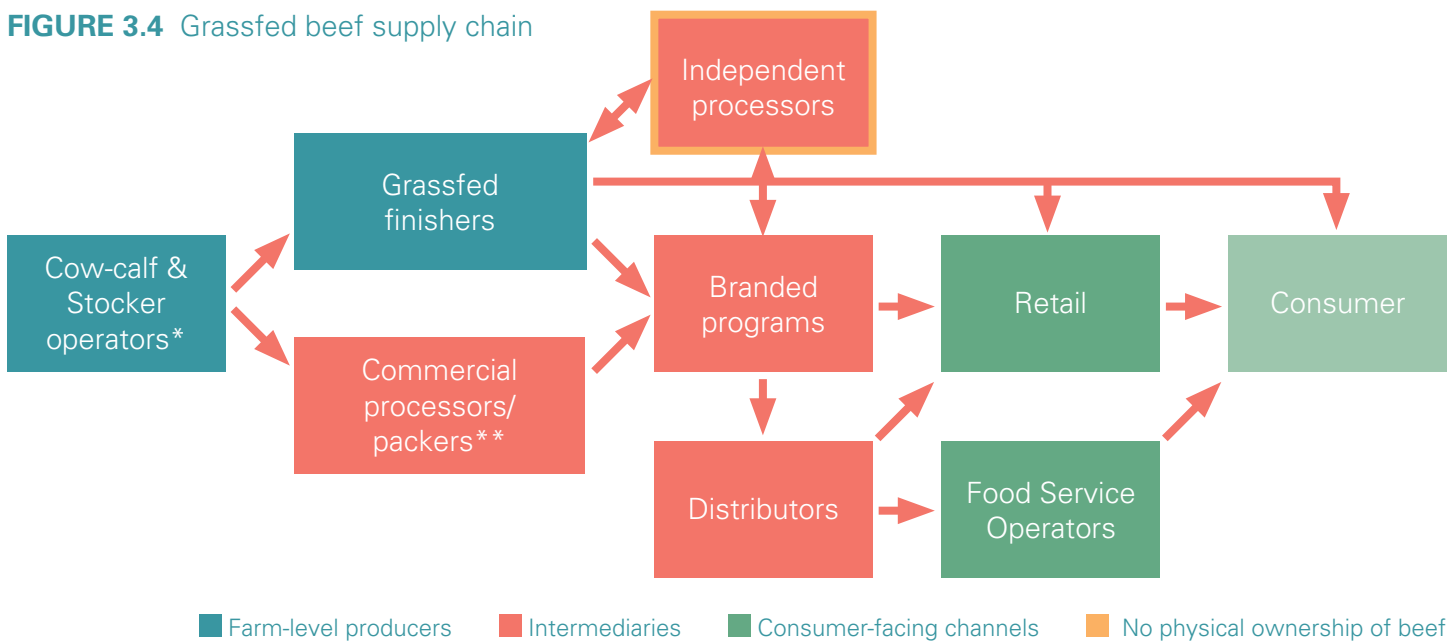 FIGURE 3.4 Grassfed beef supply chain
Independent
processors
Grassfed
finishers
Cow-calf &
Stocker
operators*
Branded
programs
Retail
Consumer
Commercial
processors/
packers**
Distributors
Food Service
Operators
Farm-level producers
Intermediaries
Consumer-facing channels
No physical ownership of beef